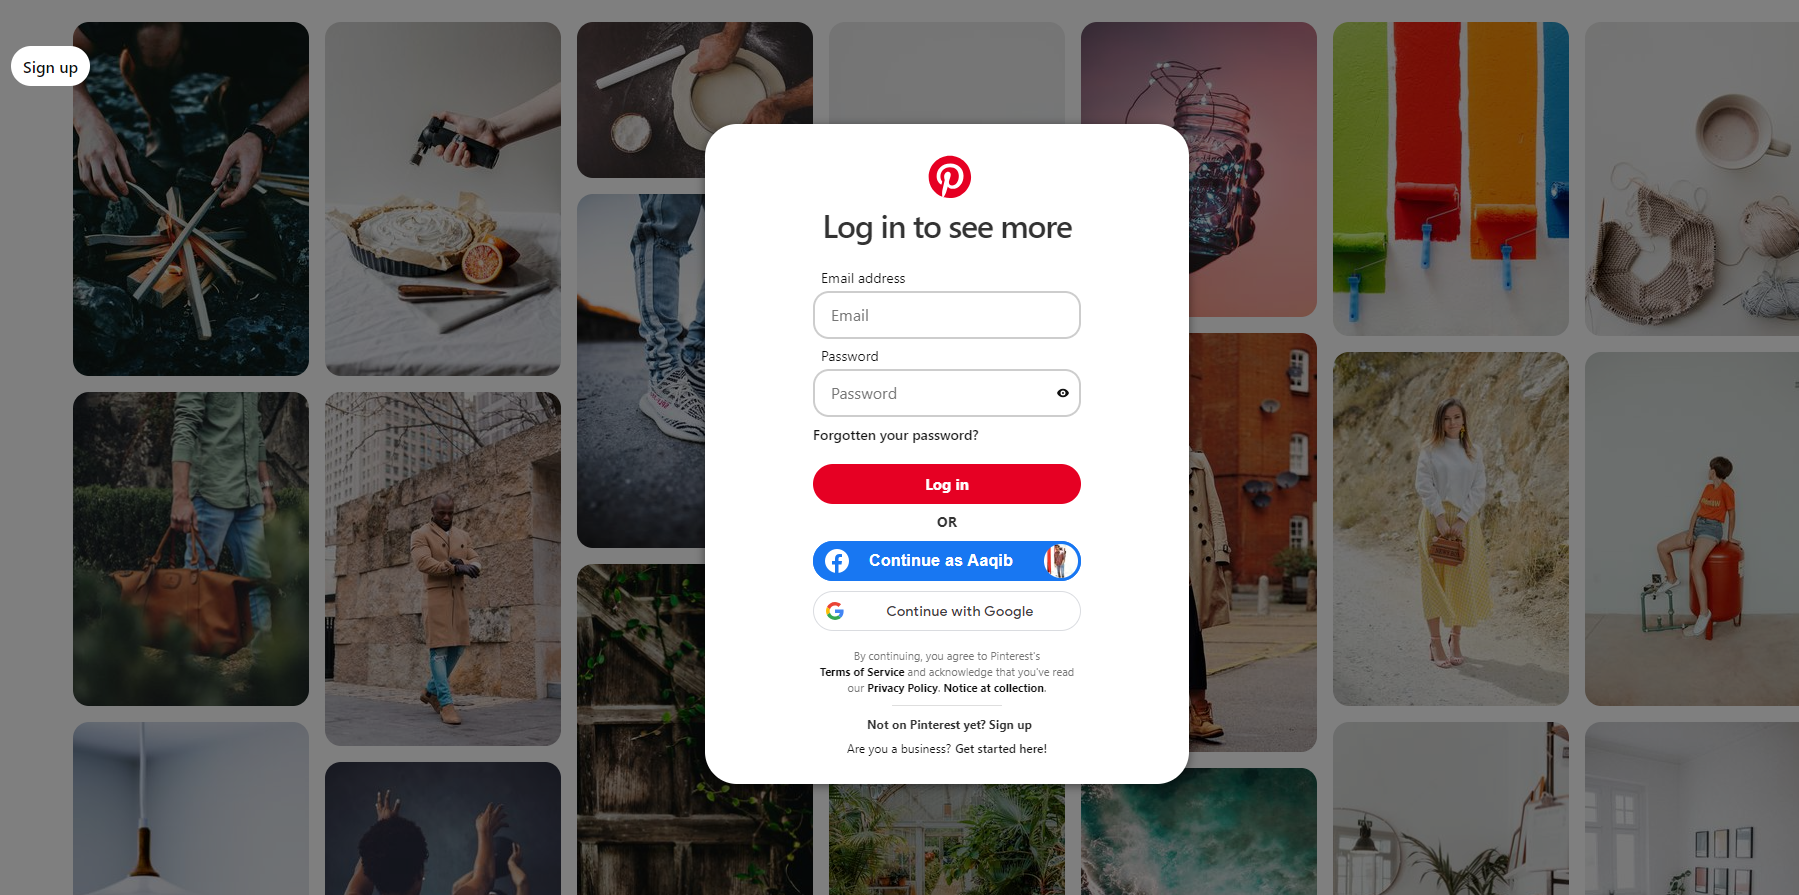 Sign up
Log in to see more
Email address
Email
Password
Password
Forgotten your password?
Log in
OR
Continue as Aaqib
Continue with Google
By continuing, you agree to Pinterest's
Terms of Service and acknowledge that you've read
our Privacy Policy. Notice at collection.
Not on Pinterest yet? Sign up
Are you a business? Get started here!